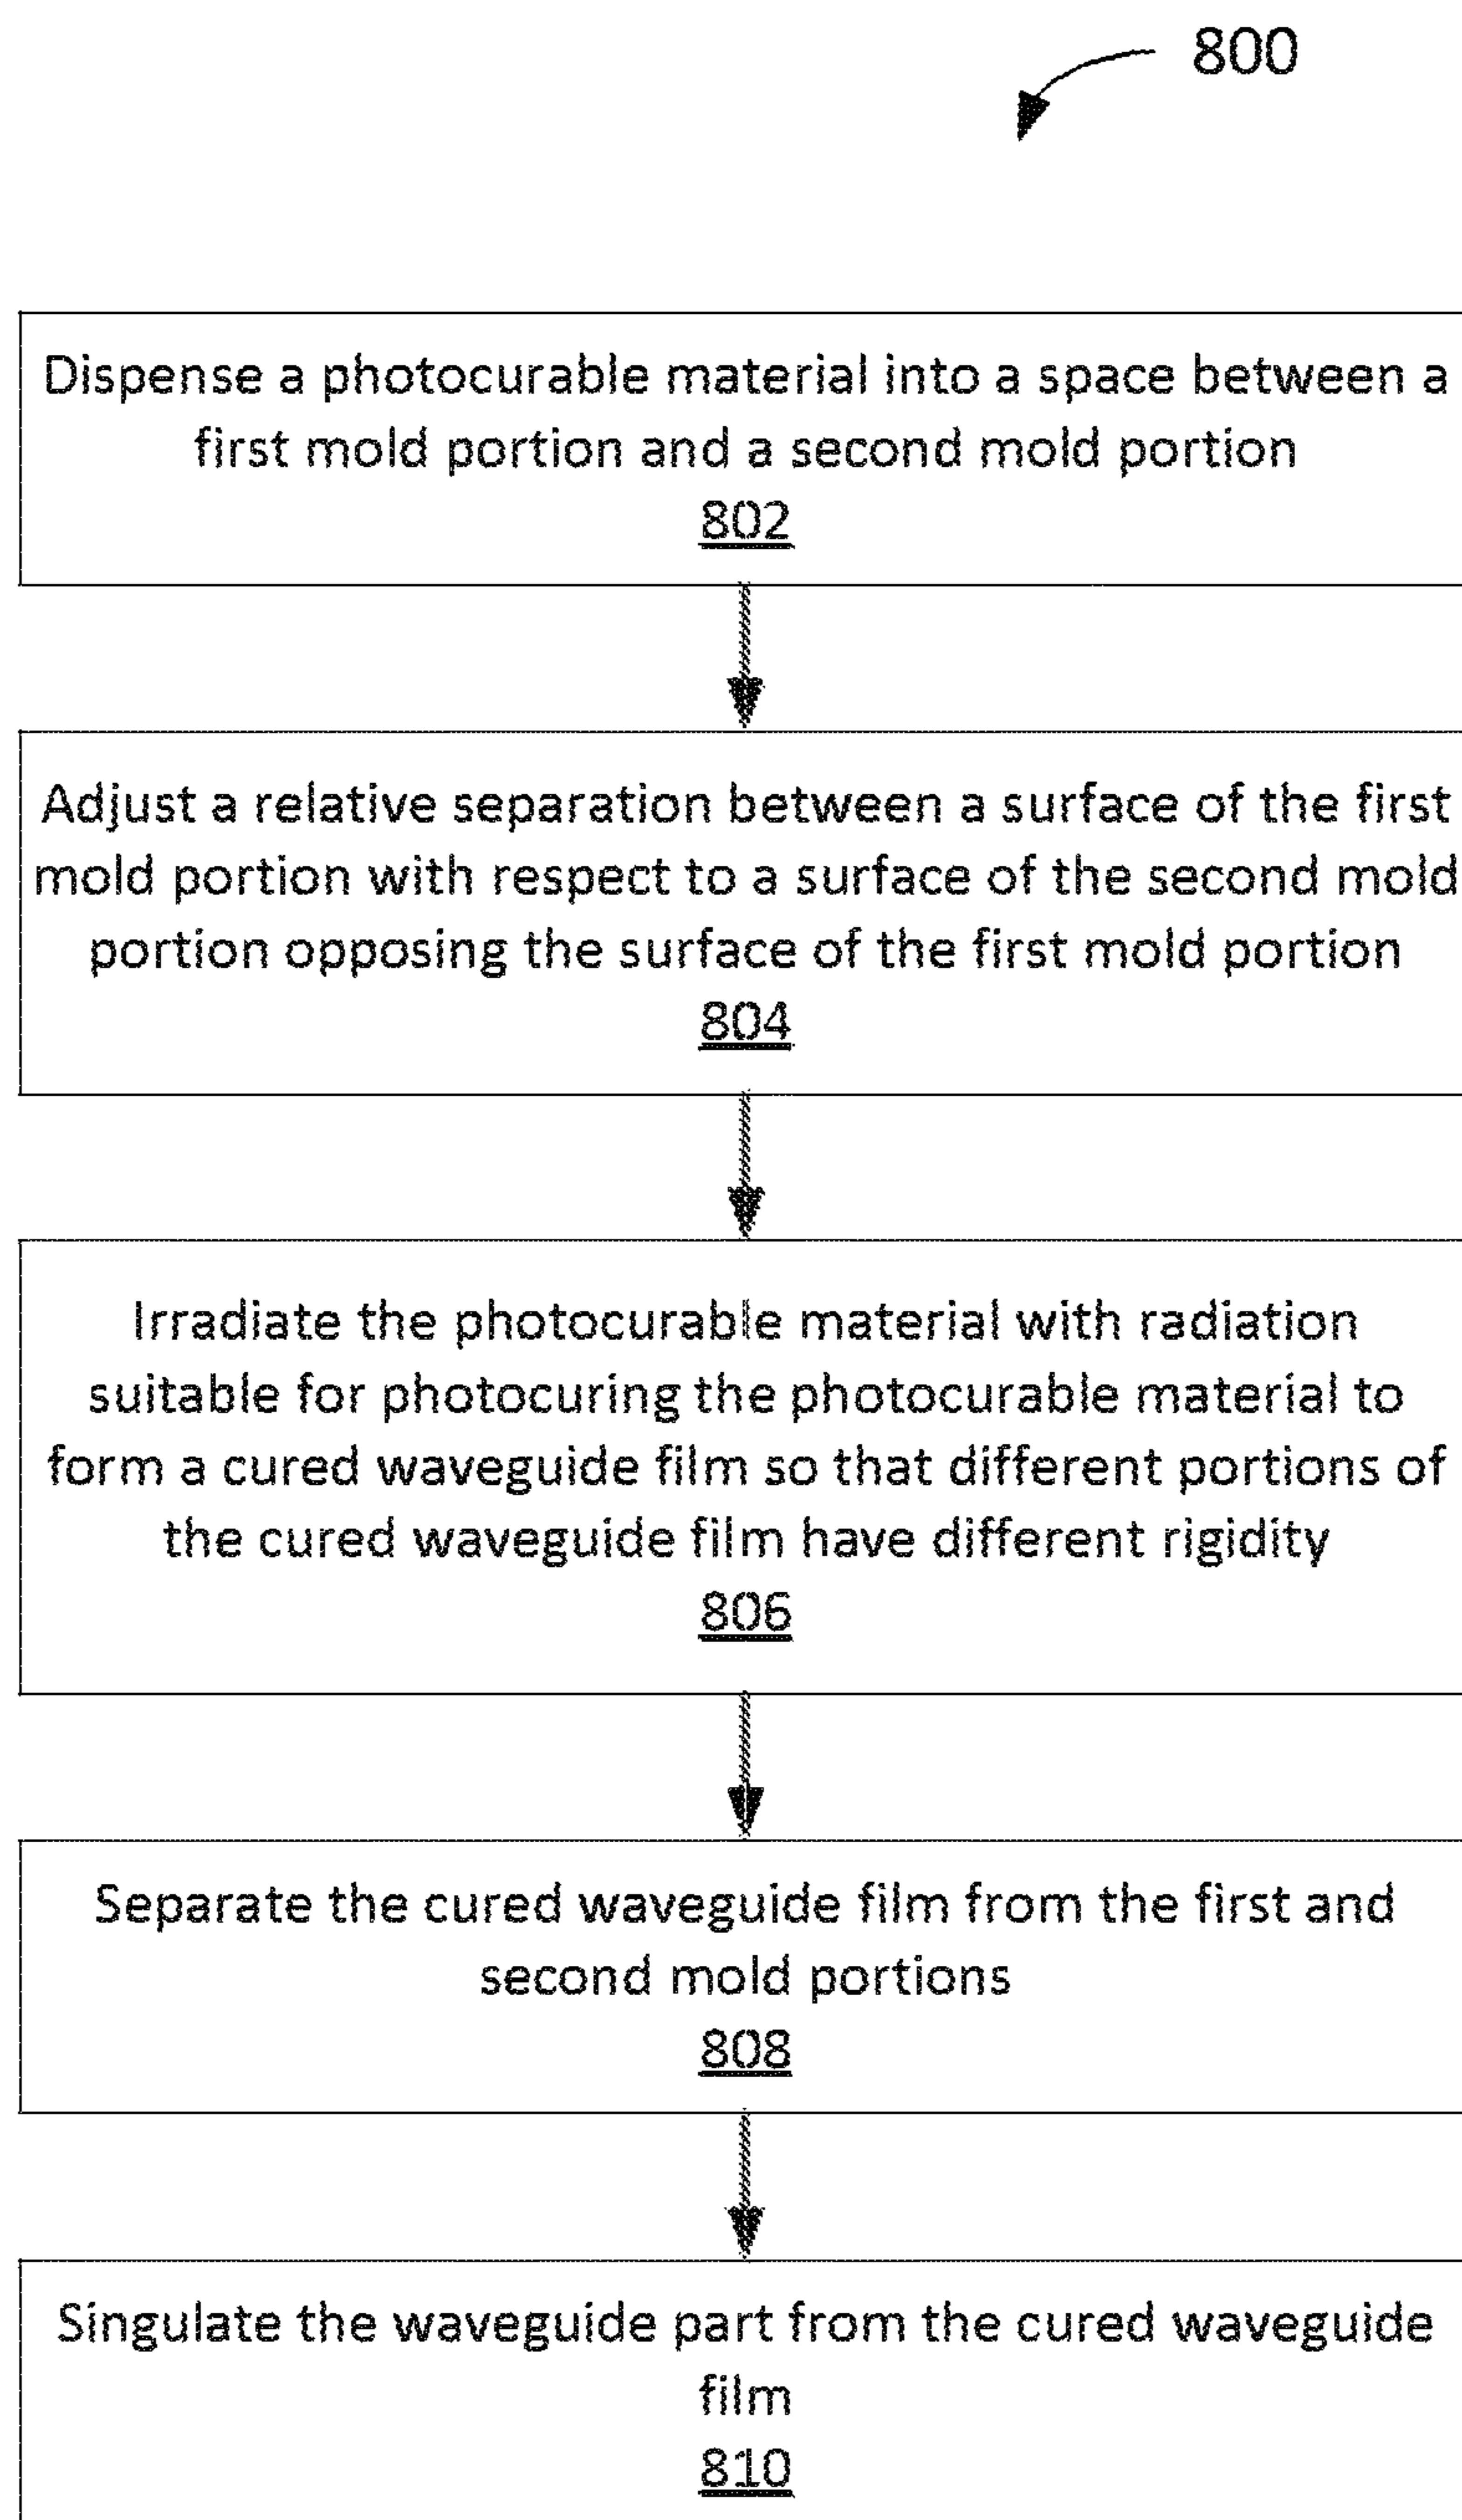 800
Dispense a photocurable material into a space between a
first mold portion and a second mold portion
802
Adjust a relative separation between a surface of the first
mold portion with respect to a surface of the second mold
portion opposing the surface of the first mold portion
804
Irradiate the photocurable material with radiation
suitable for photocuring the photocurable material to
form a cured waveguide film so that different portions of
the cured waveguide film have different rigidity
806
Separate the cured waveguide film from the first and
second mold portions
808
Singulate the waveguide part from the cured waveguide
film
810